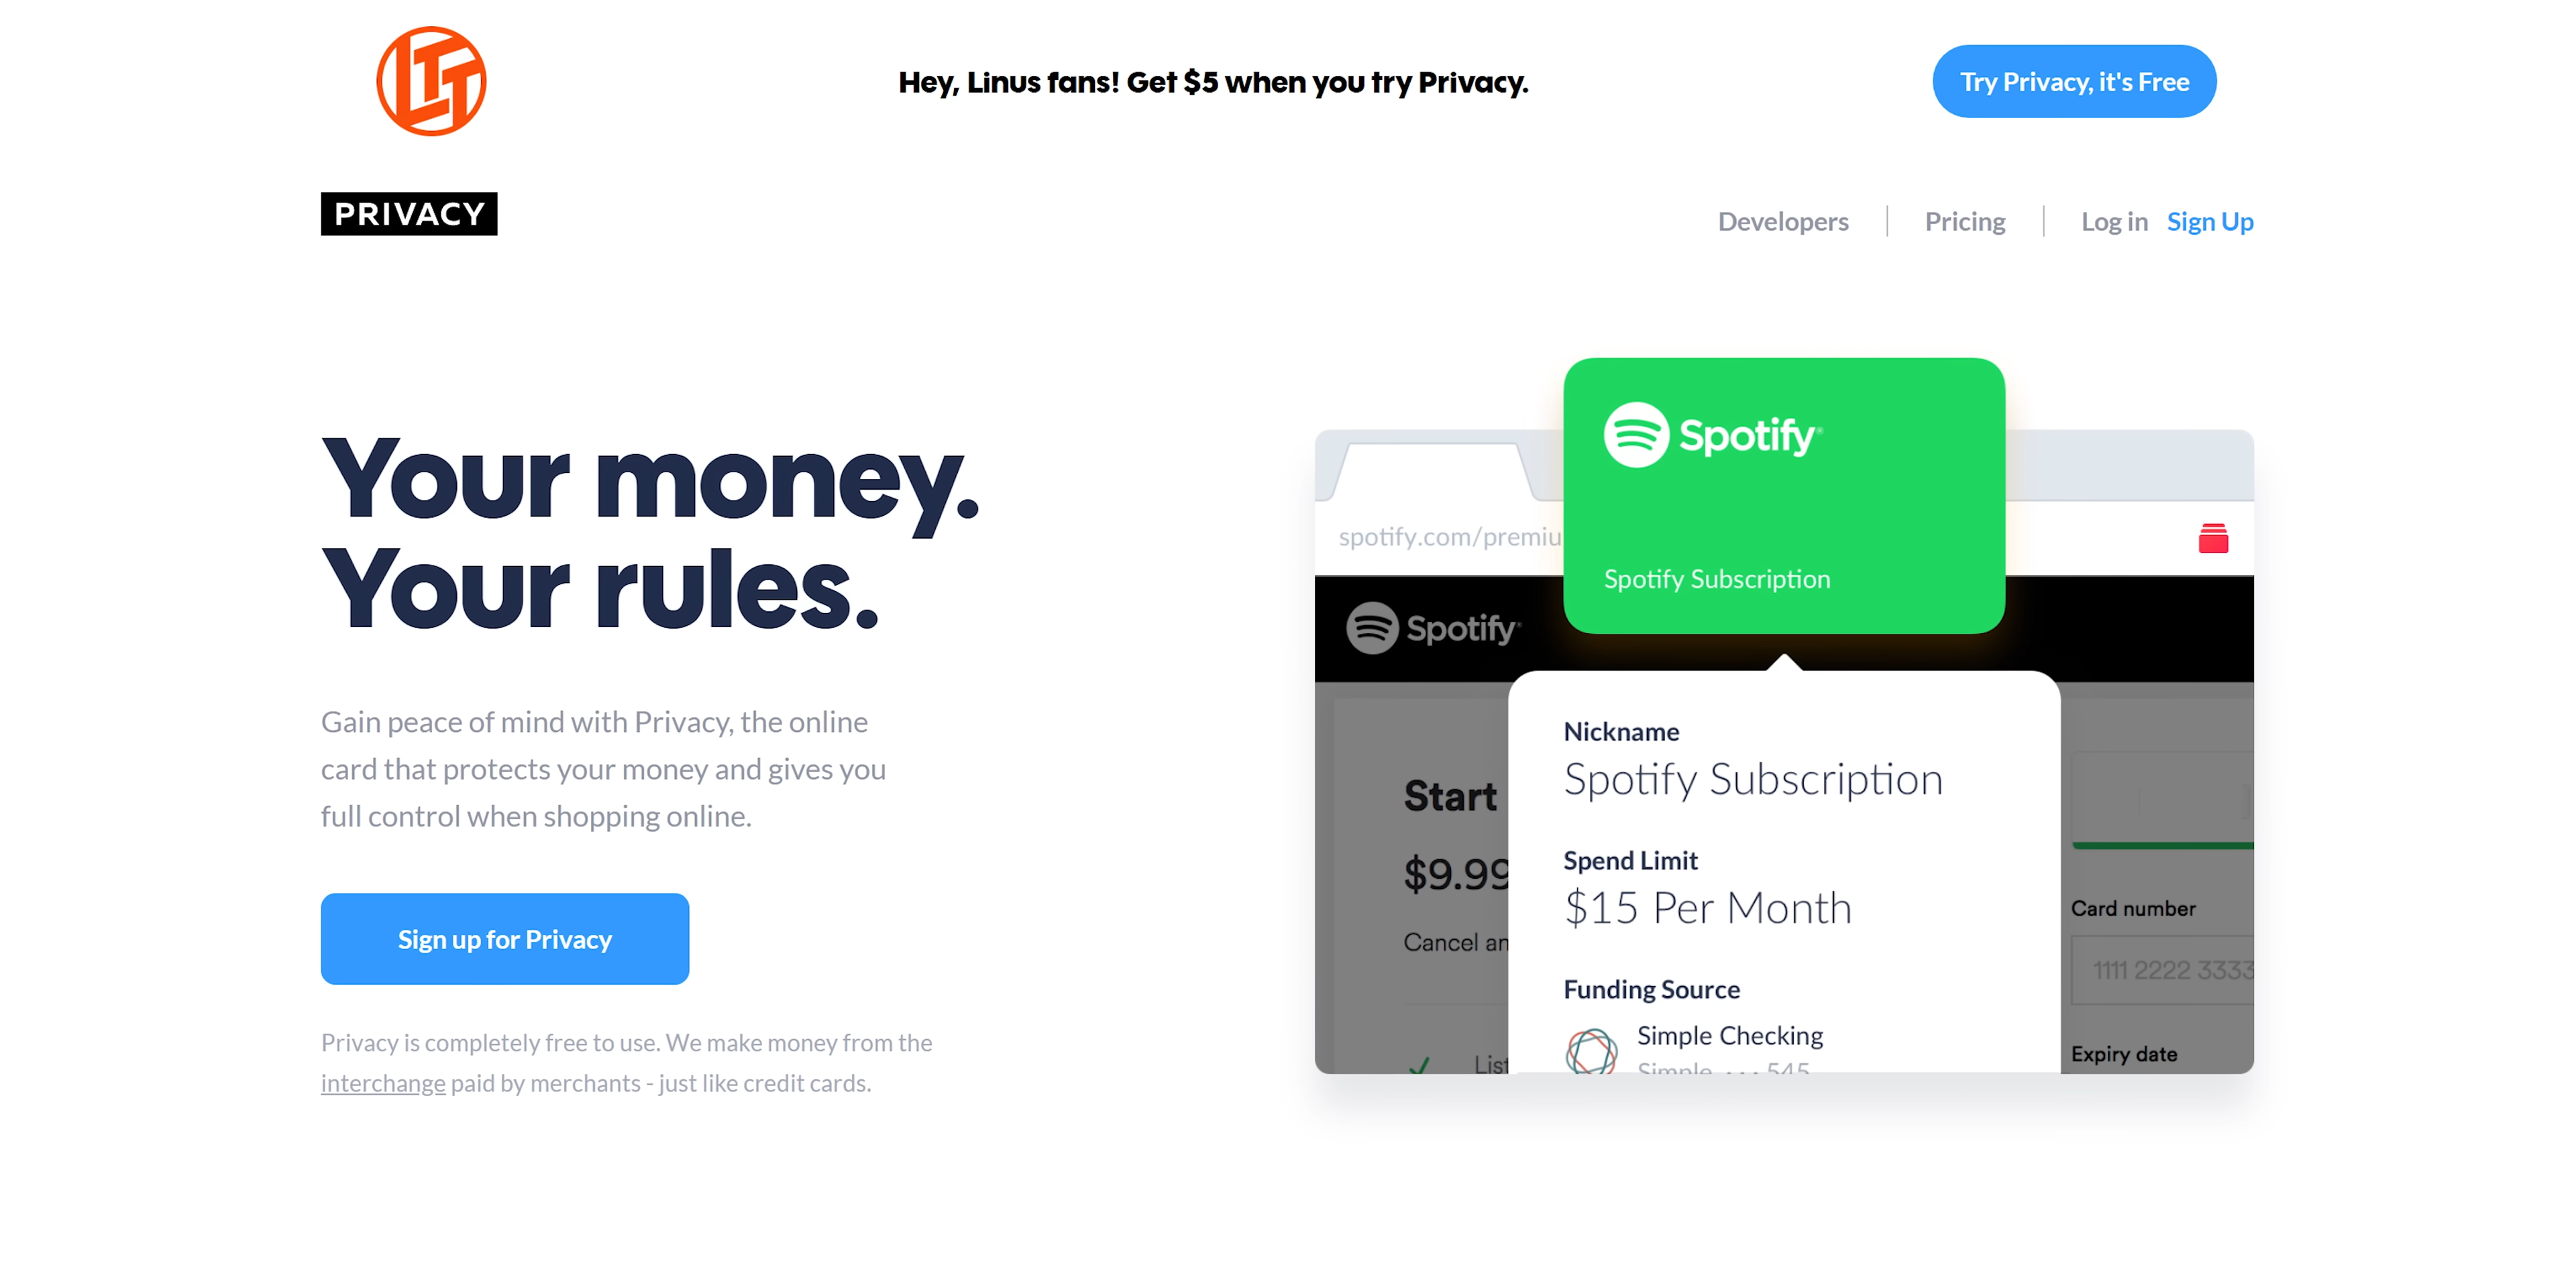 LTT
Hey, Linus fans! Get $5 when you try Privacy.
Try Privacy, it's Free
PRIVACY
Developers
Pricing
Log in
Sign Up
Your money.
Your rules.
Gain peace of mind with Privacy, the online
card that protects your money and gives you
full control when shopping online.
Sign up for Privacy
Privacy is completely free to use. We make money from the
interchange paid by merchants - just like credit cards.
Spotify
Spotify Subscription
spotify.com/premiu
Spotify
Nickname
Spotify Subscription
Spend Limit
$15 Per Month
Funding Source
Simple Checking
Simple ···· 545
Start
$9.99
Cancel an
List
Card number
1111 2222 3333
Expiry date